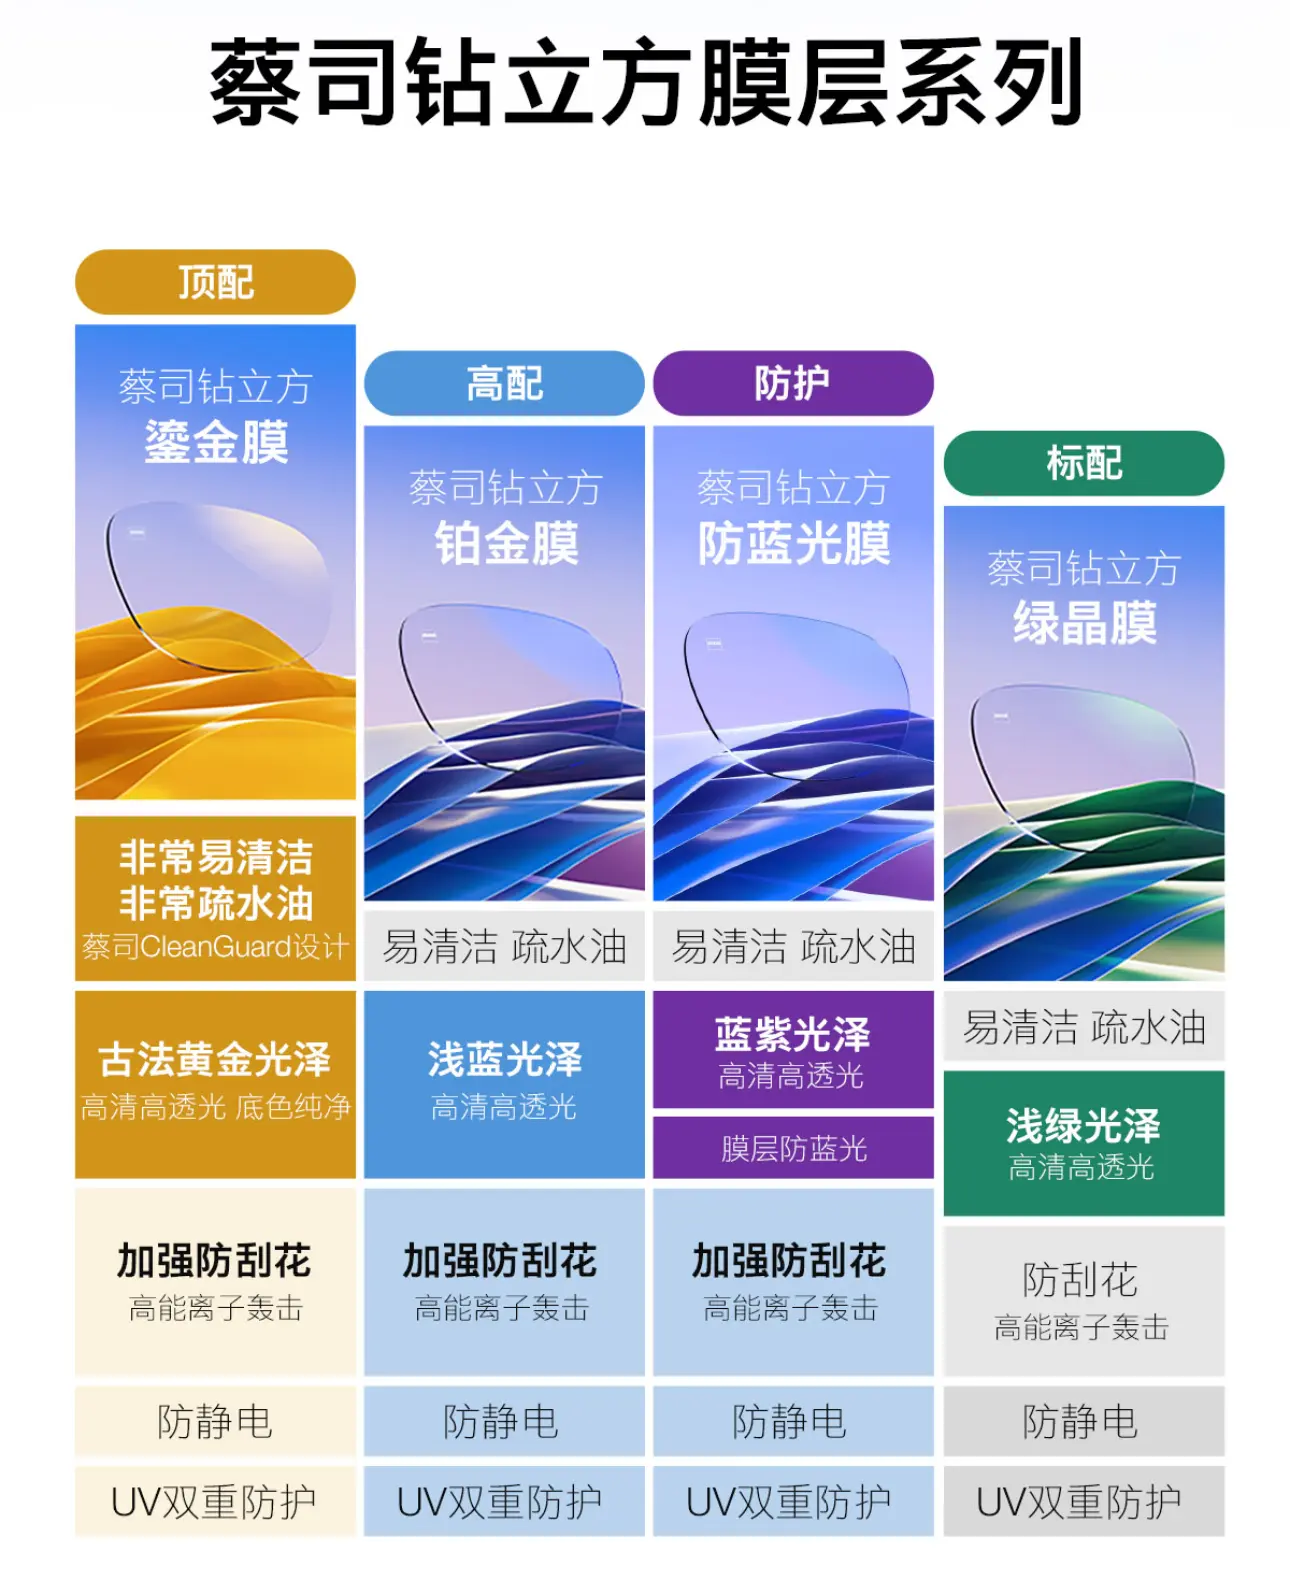 蔡司钻立方膜层系列
顶配
蔡司钻立方
鎏金膜
非常易清洁
非常疏水油
蔡司CleanGuard设计
古法黄金光泽
高清高透光 底色纯净
加强防刮花
高能离子轰击
防静电
UV双重防护
高配
蔡司钻立方
铂金膜
易清洁 疏水油
浅蓝光泽
高清高透光
加强防刮花
高能离子轰击
防静电
UV双重防护
防护
蔡司钻立方
防蓝光膜
易清洁 疏水油
蓝紫光泽
高清高透光
膜层防蓝光
加强防刮花
高能离子轰击
防静电
UV双重防护
标配
蔡司钻立方
绿晶膜
易清洁 疏水油
浅绿光泽
高清高透光
防刮花
高能离子轰击
防静电
UV双重防护